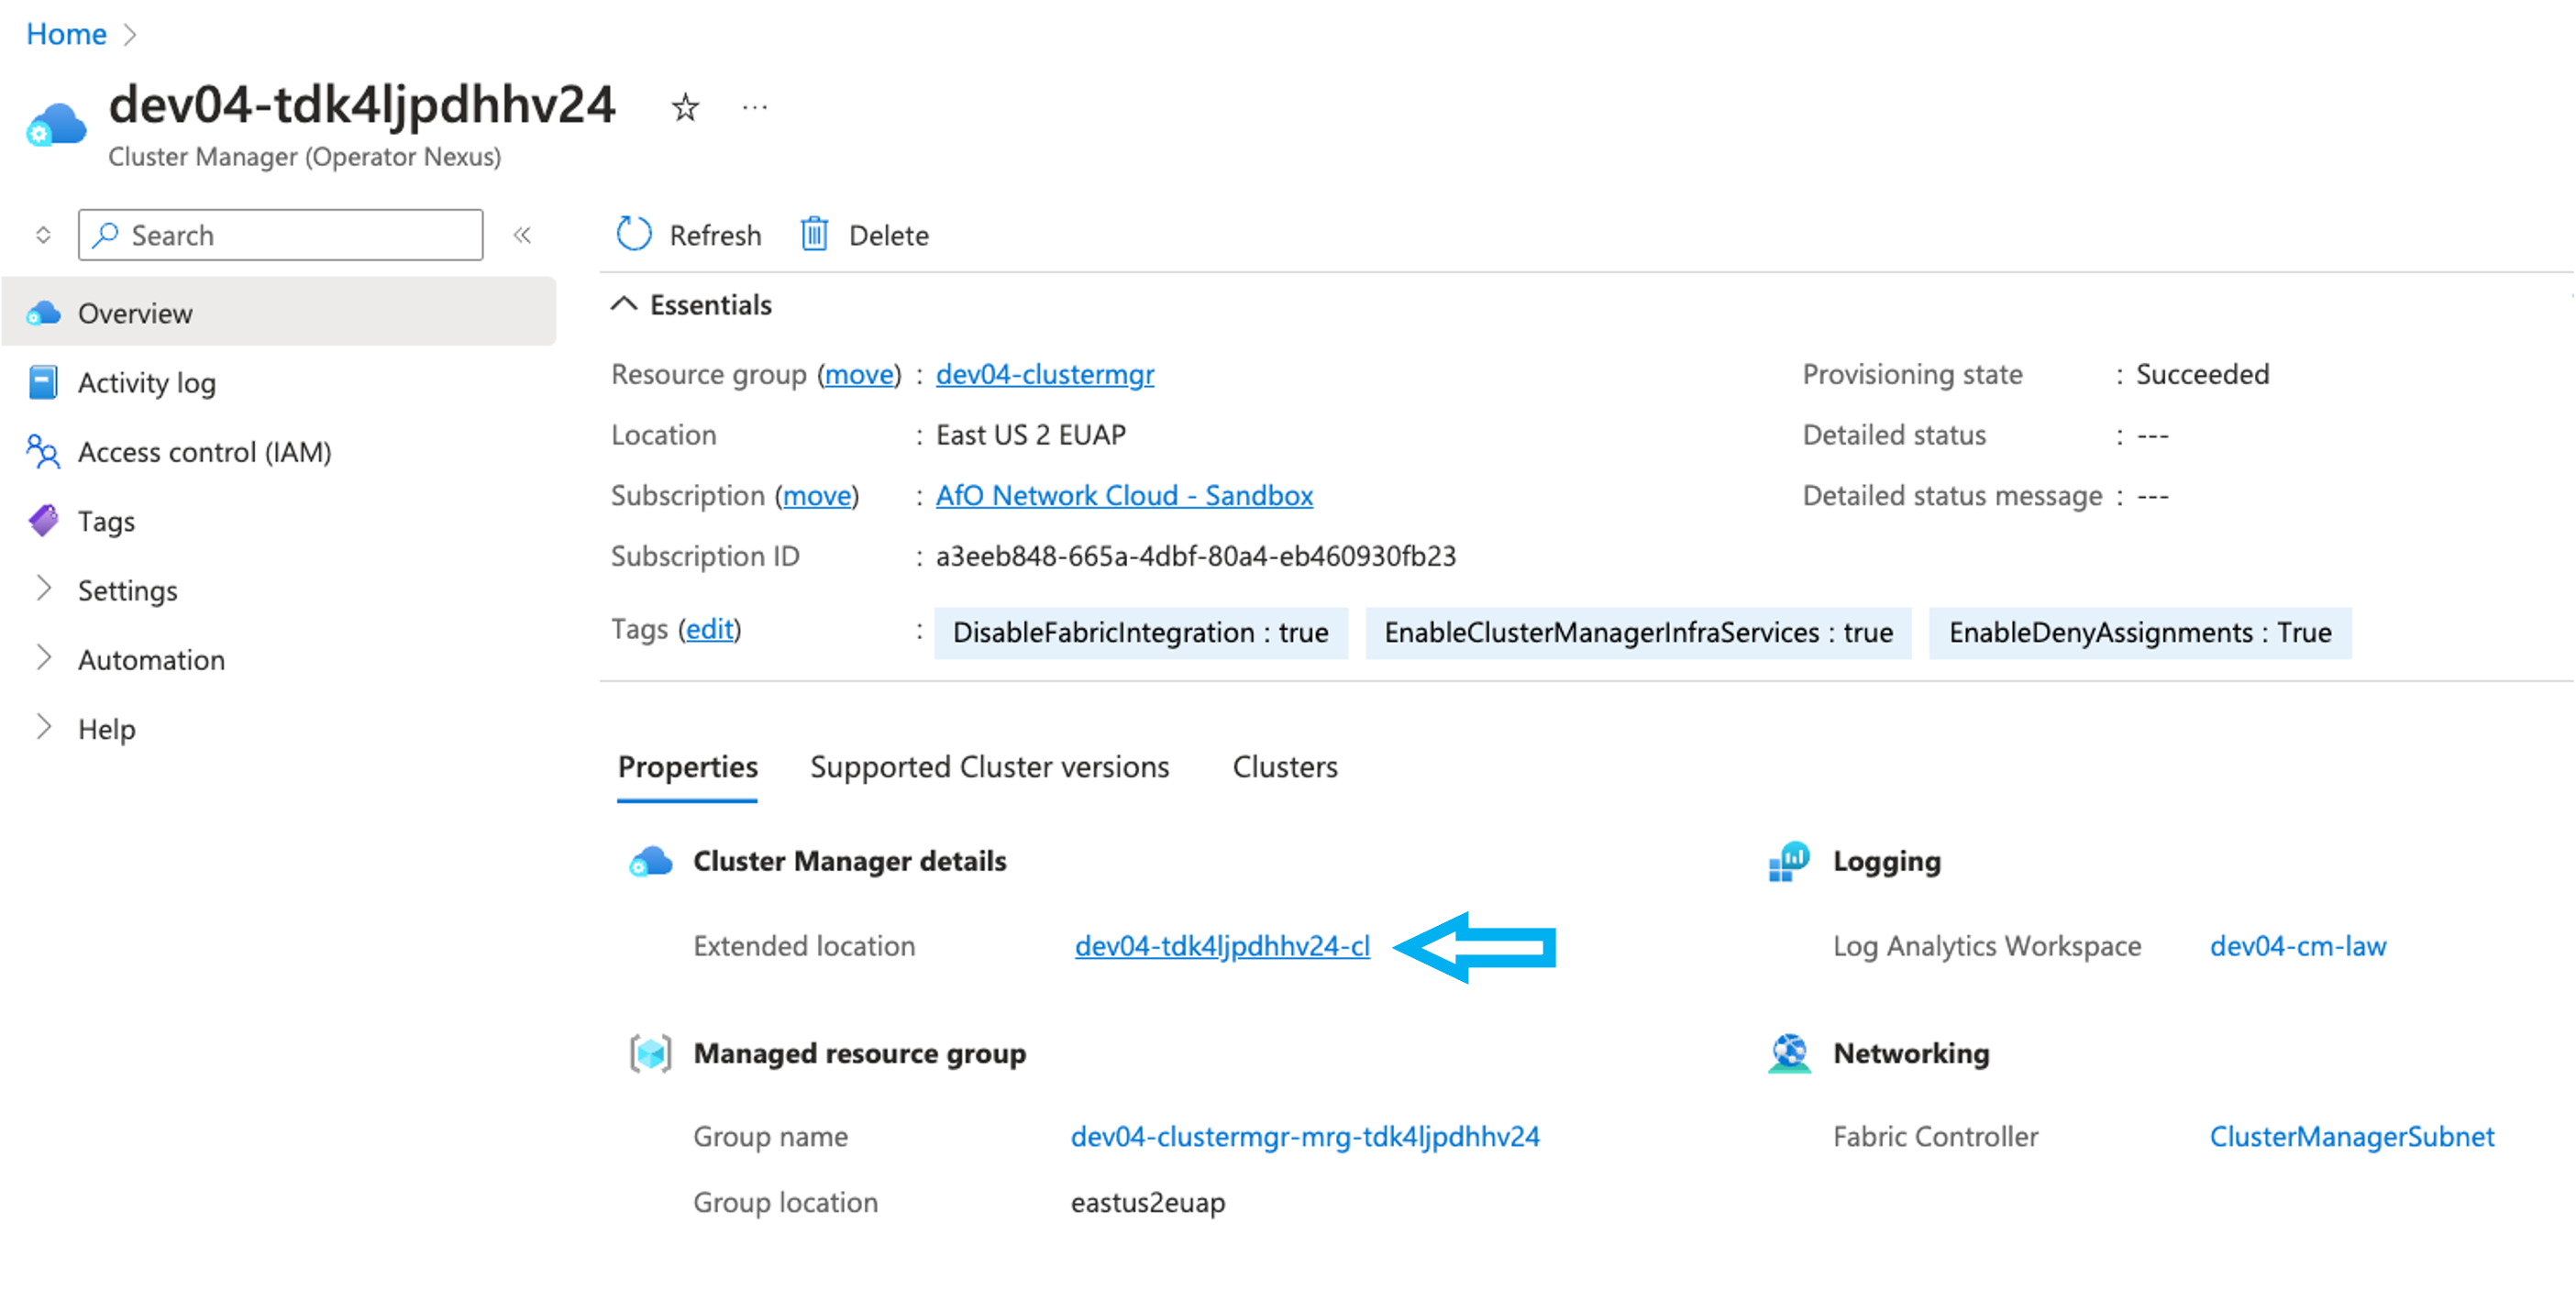 Home
dev04-tdk4ljpdhhv24
Cluster Manager (Operator Nexus)
Search
Refresh
Delete
Overview
Activity log
Access control (IAM)
Tags
Settings
Automation
Help
Essentials
Resource group (move) : dev04-clustermgr
Location : East US 2 EUAP
Subscription (move) : AfO Network Cloud - Sandbox
Subscription ID : a3eeb848-665a-4dbf-80a4-eb460930fb23
Tags (edit) : DisableFabricIntegration : true EnableClusterManagerInfraServices : true EnableDenyAssignments : True
Provisioning state : Succeeded
Detailed status : ---
Detailed status message : ---
Properties Supported Cluster versions Clusters
Cluster Manager details
Extended location dev04-tdk4ljpdhhv24-cl
Managed resource group
Group name dev04-clustermgr-mrg-tdk4ljpdhhv24
Group location eastus2euap
Logging
Log Analytics Workspace dev04-cm-law
Networking
Fabric Controller ClusterManagerSubnet